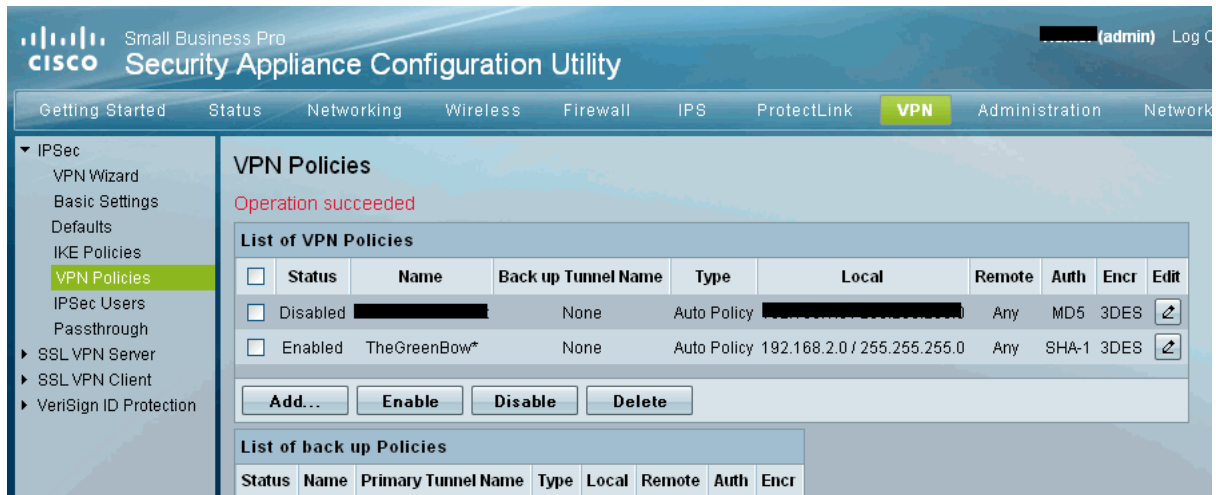 Small Business Pro
(admin) Log
CISCO Security Appliance Configuration Utility
Getting Started Status Networking Wireless Firewall IPS ProtectLink VPN Administration Network
IPSec
VPN Wizard
Basic Settings
Defaults
IKE Policies
VPN Policies
IPSec Users
Passthrough
SSL VPN Server
SSL VPN Client
VeriSign ID Protection
VPN Policies
Operation succeeded
List of VPN Policies
Status Name Back up Tunnel Name Type Local Remote Auth Encr Edit
Disabled None Auto Policy Any MD5 3DES
Enabled TheGreenBow* None Auto Policy 192.168.2.0 / 255.255.255.0 Any SHA-1 3DES
Add... Enable Disable Delete
List of back up Policies
Status Name Primary Tunnel Name Type Local Remote Auth Encr